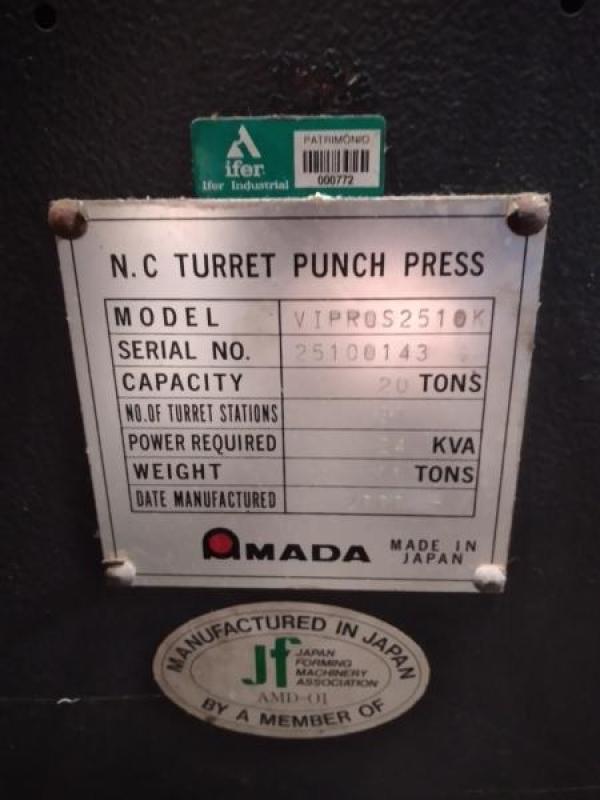 ifer
Ifer Industrial
PATRIMÔNIO
000772
N.C TURRET PUNCH PRESS
MODEL VIPROS2510K
SERIAL NO. 25100143
CAPACITY 20 TONS
NO.OF TURRET STATIONS
POWER REQUIRED 24 KVA
WEIGHT TONS
DATE MANUFACTURED
AMADA MADE IN
JAPAN
MANUFACTURED IN JAPAN
Jf JAPAN
FORMING
MACHINERY
ASSOCIATION
AMD-01
BY A MEMBER OF